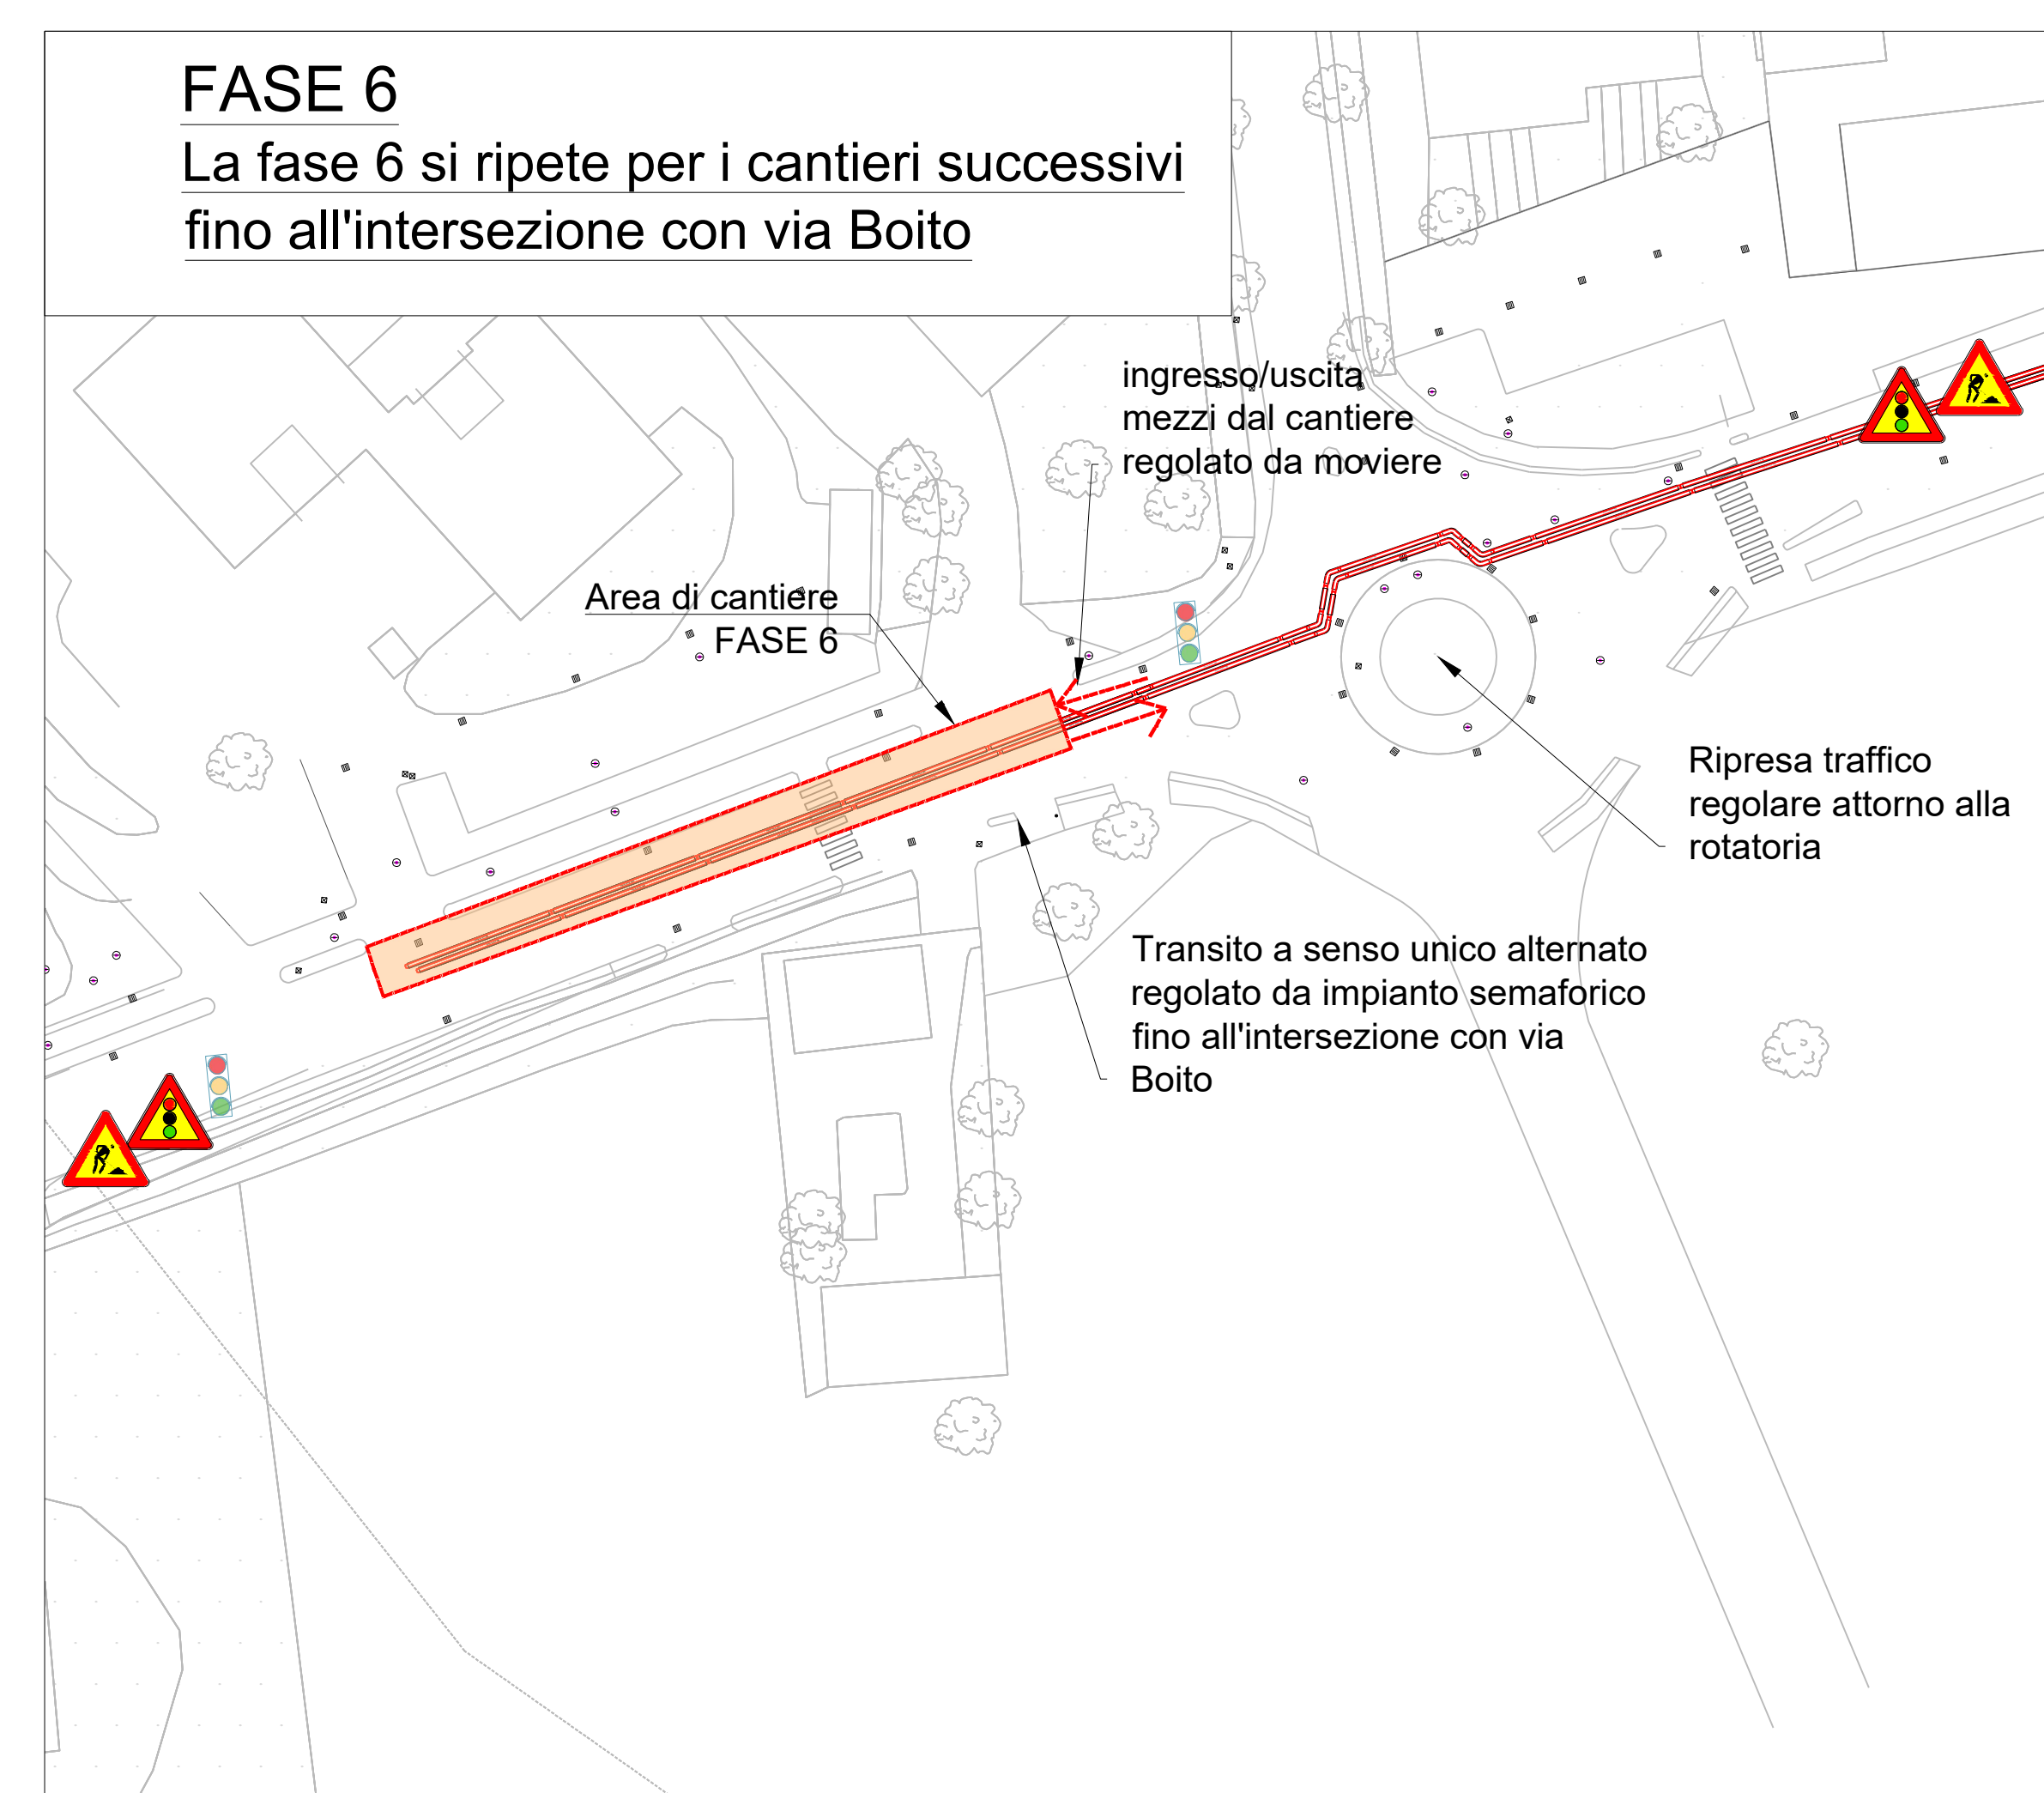 FASE 6
La fase 6 si ripete per i cantieri successivi
fino all'intersezione con via Boito
ingresso/uscita
mezzi dal cantiere
regolato da moviere
Area di cantiere
FASE 6
Ripresa traffico
regolare attorno alla
rotatoria
Transito a senso unico alternato
regolato da impianto semaforico
fino all'intersezione con via
Boito